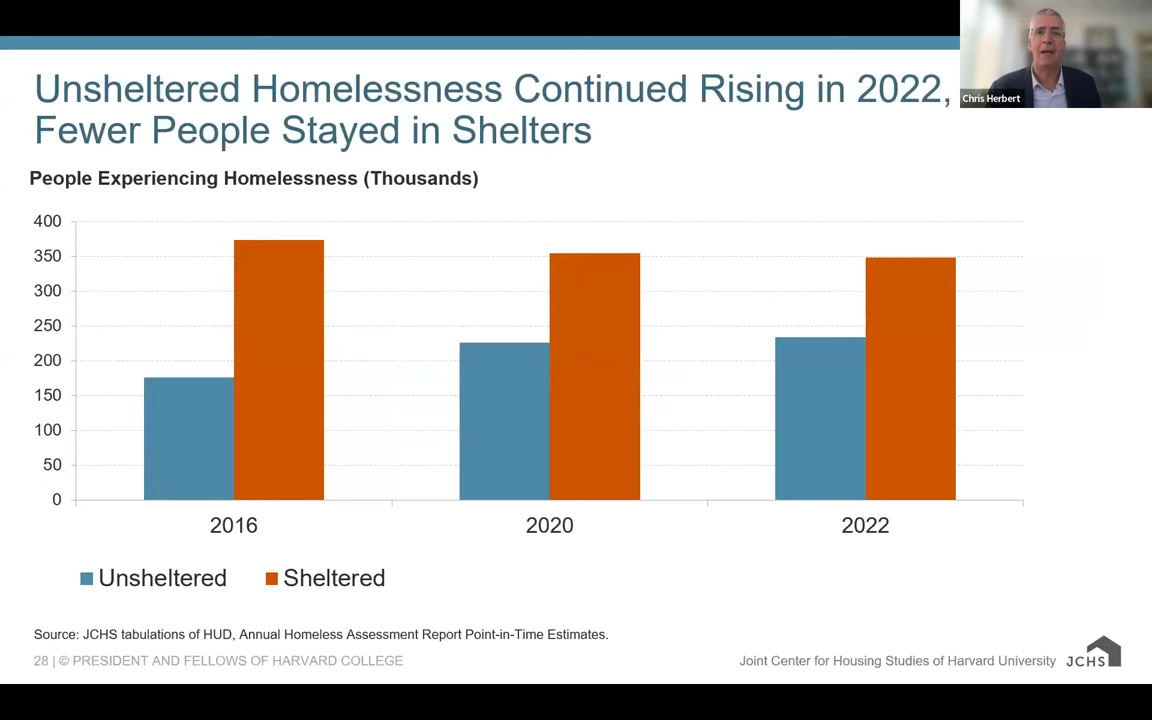 Chris Herbert
Unsheltered Homelessness Continued Rising in 2022,
Fewer People Stayed in Shelters
People Experiencing Homelessness (Thousands)
400
350
300
250
200
150
100
50
0
2016 2020 2022
Unsheltered Sheltered
Source: JCHS tabulations of HUD, Annual Homeless Assessment Report Point-in-Time Estimates.
28 | © PRESIDENT AND FELLOWS OF HARVARD COLLEGE
Joint Center for Housing Studies of Harvard University JCHS